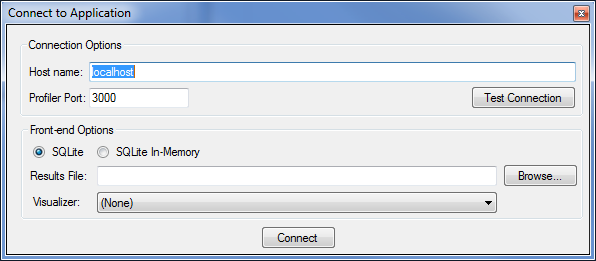 Connect to Application
Connection Options
Host name: localhost
Profiler Port: 3000
Test Connection
Front-end Options
SQLite SQLite In-Memory
Results File: Browse...
Visualizer: (None)
Connect